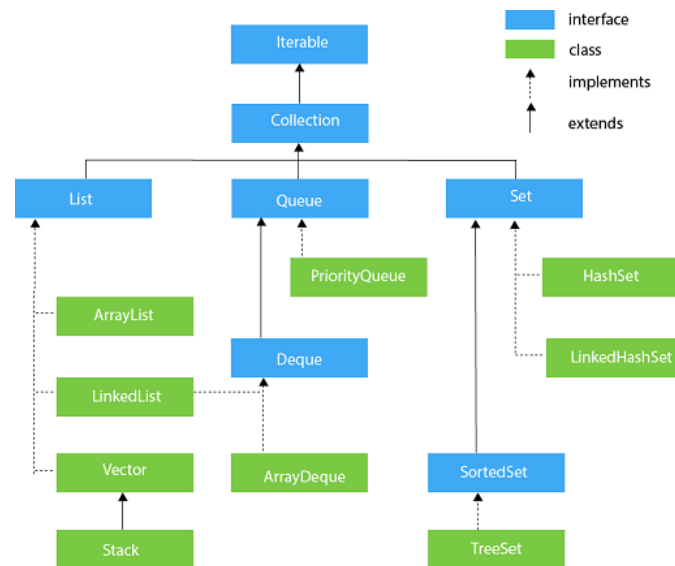 Iterable
interface
class
implements
extends
Collection
List
Queue
Set
PriorityQueue
HashSet
ArrayList
Deque
LinkedHashSet
LinkedList
Vector
ArrayDeque
SortedSet
Stack
TreeSet